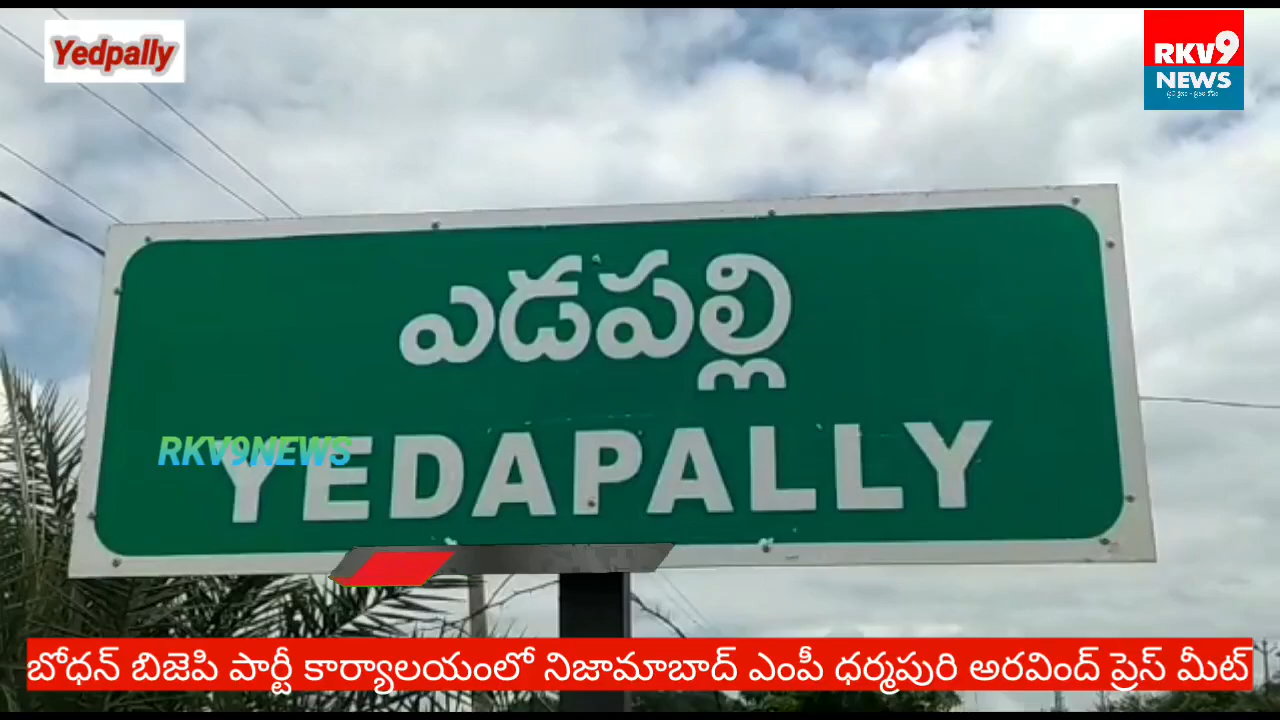 Yedpally
RKV9
NEWS
ఎడపల్లి
RKV9NEWS
YEDAPALLY
బోధన్ బిజెపి పార్టీ కార్యాలయంలో నిజామాబాద్ ఎంపీ ధర్మపురి అరవింద్ ప్రెస్ మీట్